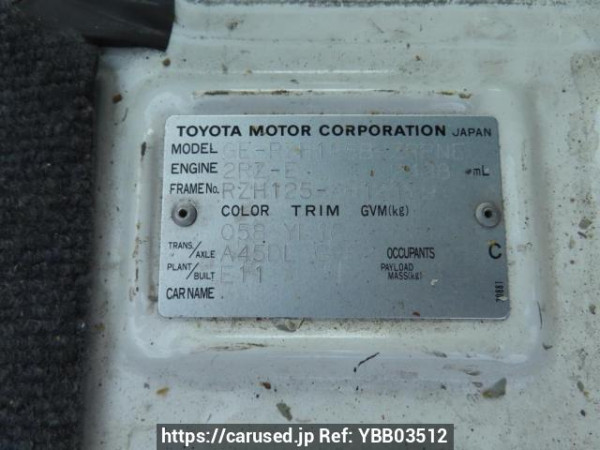 TOYOTA MOTOR CORPORATION JAPAN
MODEL
ENGINE 2RZ-E mL
FRAME No. RZH125-
COLOR TRIM GVM(kg)
058
TRANS./AXLE A45DL OCCUPANTS C
PLANT/BUILT E11 PAYLOAD MASS(kg)
CAR NAME
https://carused.jp Ref: YBB03512